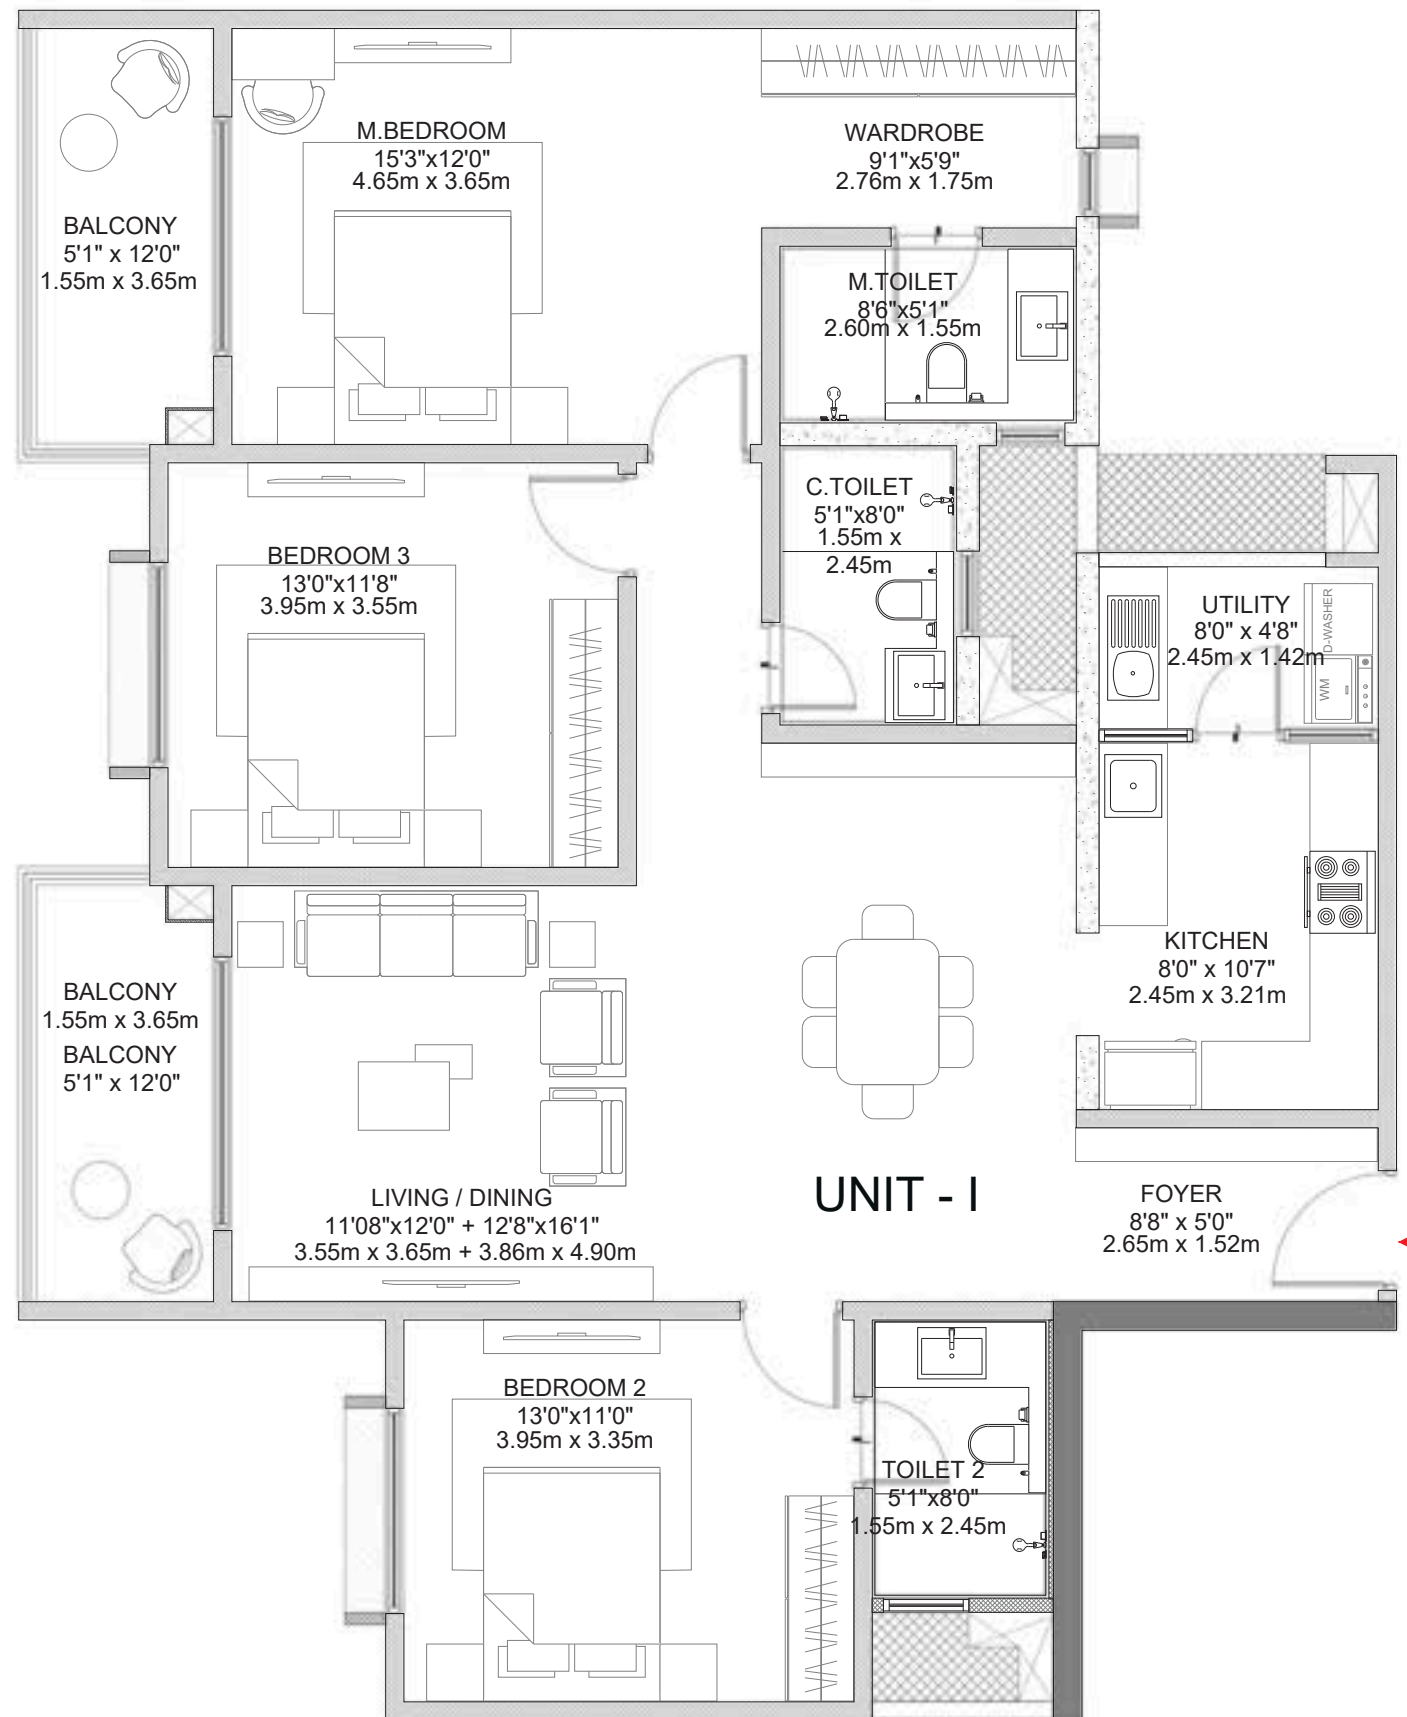 M.BEDROOM
15'3"x12'0"
4.65m x 3.65m
WARDROBE
9'1"x5'9"
2.76m x 1.75m
BALCONY
5'1" x 12'0"
1.55m x 3.65m
M.TOILET
8'6"x5'1"
2.60m x 1.55m
C.TOILET
5'1"x8'0"
1.55m x
2.45m
BEDROOM 3
13'0"x11'8"
3.95m x 3.55m
UTILITY
8'0" x 4'8"
2.45m x 1.42m
D-WASHER
WM
KITCHEN
8'0" x 10'7"
2.45m x 3.21m
BALCONY
1.55m x 3.65m
BALCONY
5'1" x 12'0"
LIVING / DINING
11'08"x12'0" + 12'8"x16'1"
3.55m x 3.65m + 3.86m x 4.90m
UNIT - I
FOYER
8'8" x 5'0"
2.65m x 1.52m
BEDROOM 2
13'0"x11'0"
3.95m x 3.35m
TOILET 2
5'1"x8'0"
1.55m x 2.45m